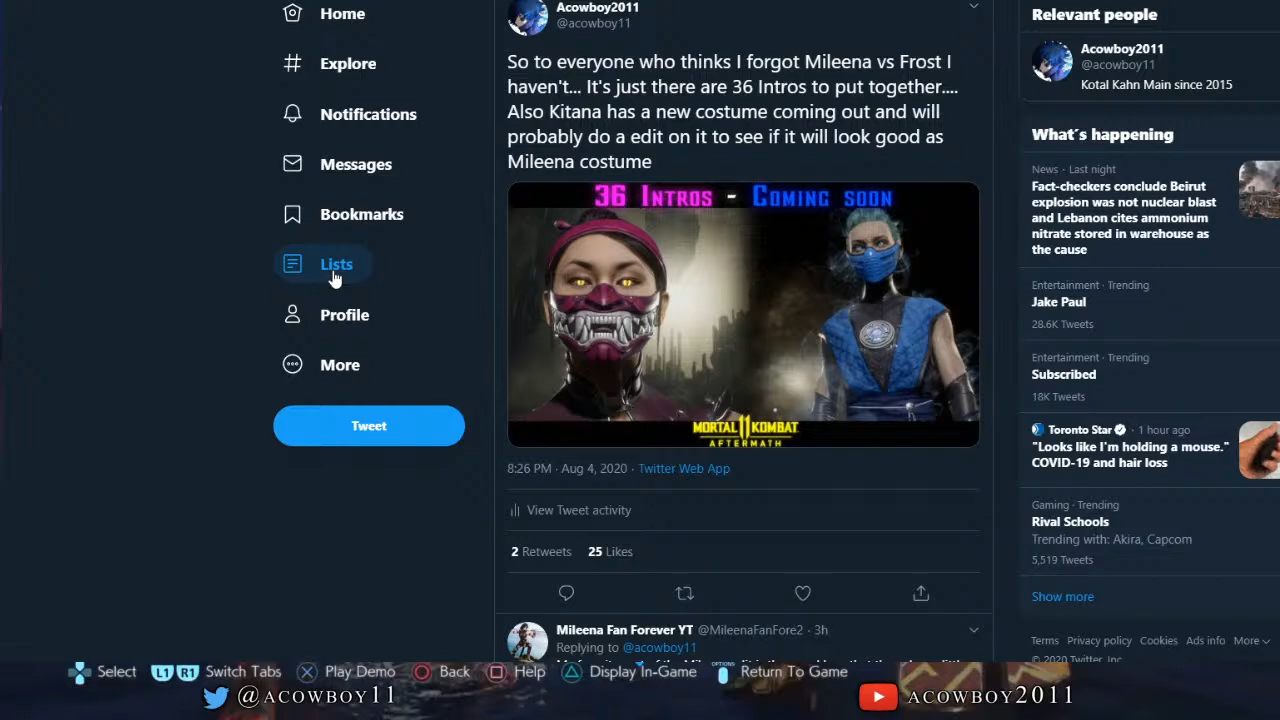 Home
Explore
Notifications
Messages
Bookmarks
Lists
Profile
More
Tweet
Acowboy2011
@acowboy11
So to everyone who thinks I forgot Mileena vs Frost I
haven't... It's just there are 36 Intros to put together....
Also Kitana has a new costume coming out and will
probably do a edit on it to see if it will look good as
Mileena costume
36 Intros - Coming soon
MORTAL KOMBAT 11
AFTERMATH
8:26 PM · Aug 4, 2020 · Twitter Web App
View Tweet activity
2 Retweets 25 Likes
Mileena Fan Forever YT @MileenaFanFore2 · 3h
Replying to @acowboy11
Relevant people
Acowboy2011
@acowboy11
Kotal Kahn Main since 2015
What's happening
News · Last night
Fact-checkers conclude Beirut
explosion was not nuclear blast
and Lebanon cites ammonium
nitrate stored in warehouse as
the cause
Entertainment · Trending
Jake Paul
28.6K Tweets
Entertainment · Trending
Subscribed
18K Tweets
Toronto Star · 1 hour ago
"Looks like I'm holding a mouse."
COVID-19 and hair loss
Gaming · Trending
Rival Schools
Trending with: Akira, Capcom
5,519 Tweets
Show more
Terms Privacy policy Cookies Ads info More
© 2020 Twitter, Inc.
Select L1 R1 Switch Tabs Play Demo Back Help Display In-Game OPTIONS Return To Game
@acowboy11
acowboy2011